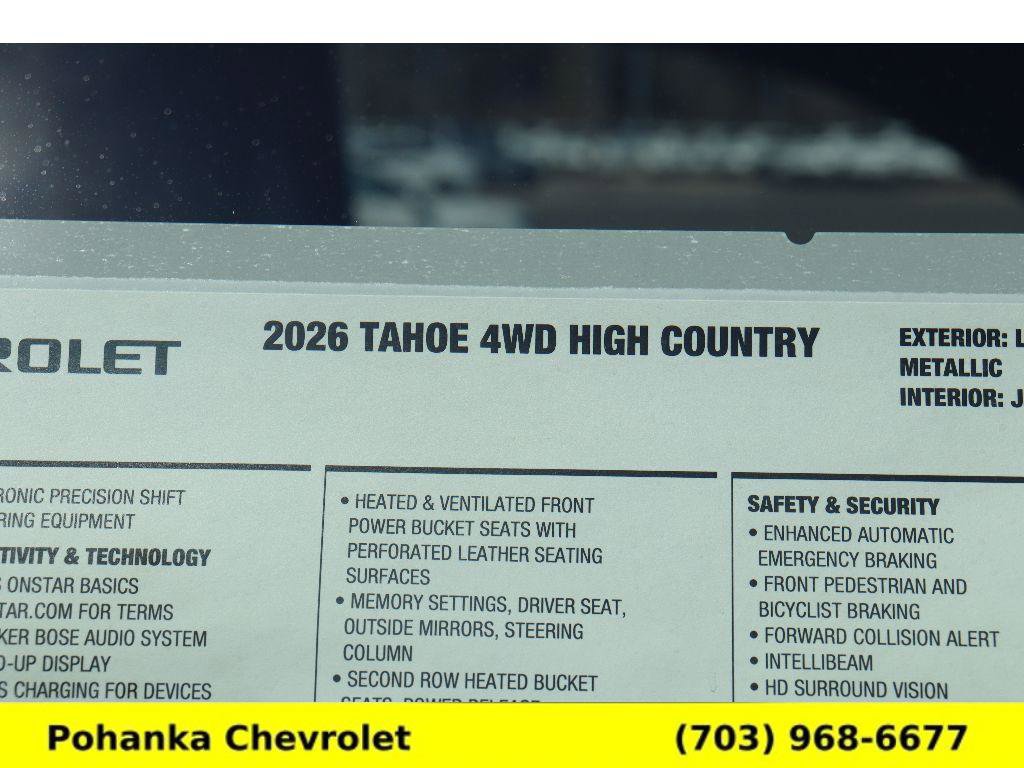 ROLET
2026 TAHOE 4WD HIGH COUNTRY
EXTERIOR: L
METALLIC
INTERIOR: J
RONIC PRECISION SHIFT
RING EQUIPMENT
TIVITY & TECHNOLOGY
ONSTAR BASICS
TAR.COM FOR TERMS
KER BOSE AUDIO SYSTEM
D-UP DISPLAY
S CHARGING FOR DEVICES
• HEATED & VENTILATED FRONT
POWER BUCKET SEATS WITH
PERFORATED LEATHER SEATING
SURFACES
• MEMORY SETTINGS, DRIVER SEAT,
OUTSIDE MIRRORS, STEERING
COLUMN
• SECOND ROW HEATED BUCKET
SEATS, POWER RELEASE
SAFETY & SECURITY
• ENHANCED AUTOMATIC
EMERGENCY BRAKING
• FRONT PEDESTRIAN AND
BICYCLIST BRAKING
• FORWARD COLLISION ALERT
• INTELLIBEAM
• HD SURROUND VISION
Pohanka Chevrolet
(703) 968-6677